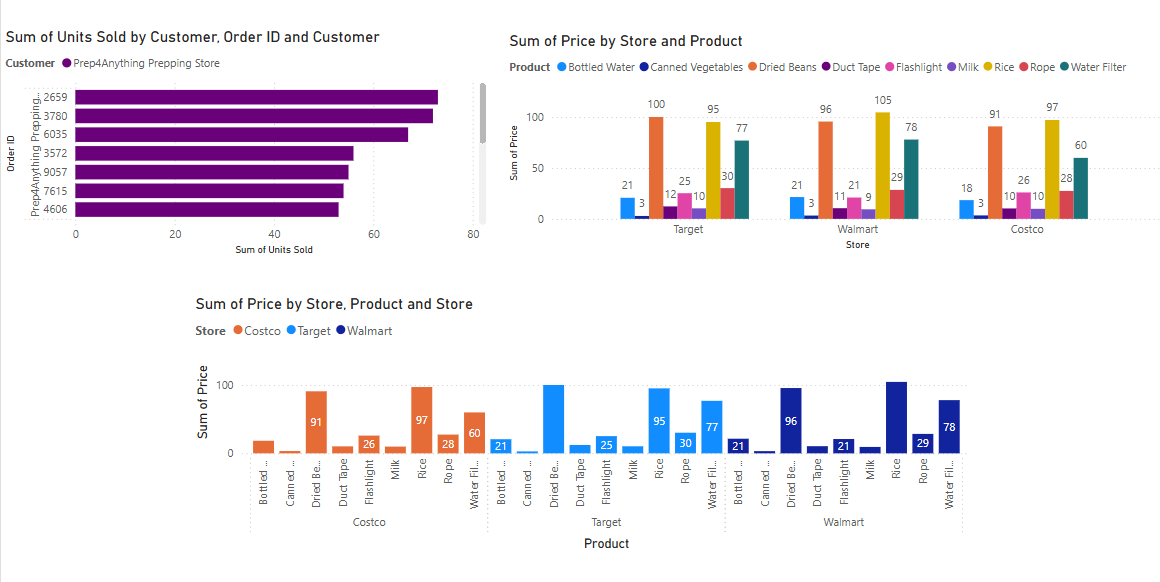 Sum of Units Sold by Customer, Order ID and Customer
Customer Prep4Anything Prepping Store
Order ID
Prep4Anything Prepping...
2659
3780
6035
3572
9057
7615
4606
0 20 40 60 80
Sum of Units Sold
Sum of Price by Store and Product
Product Bottled Water Canned Vegetables Dried Beans Duct Tape Flashlight Milk Rice Rope Water Filter
Sum of Price
100
50
0
21 3 100 12 25 10 95 30 77
21 3 96 11 21 9 105 29 78
18 3 91 10 26 10 97 28 60
Target Walmart Costco
Store
Sum of Price by Store, Product and Store
Store Costco Target Walmart
Sum of Price
100
0
91 26 97 28 60
21 25 95 30 77
21 96 21 29 78
Bottled ... Canned ... Dried Be... Duct Tape Flashlight Milk Rice Rope Water Fil...
Bottled ... Canned ... Dried Be... Duct Tape Flashlight Milk Rice Rope Water Fil...
Bottled ... Canned ... Dried Be... Duct Tape Flashlight Milk Rice Rope Water Fil...
Costco Target Walmart
Product